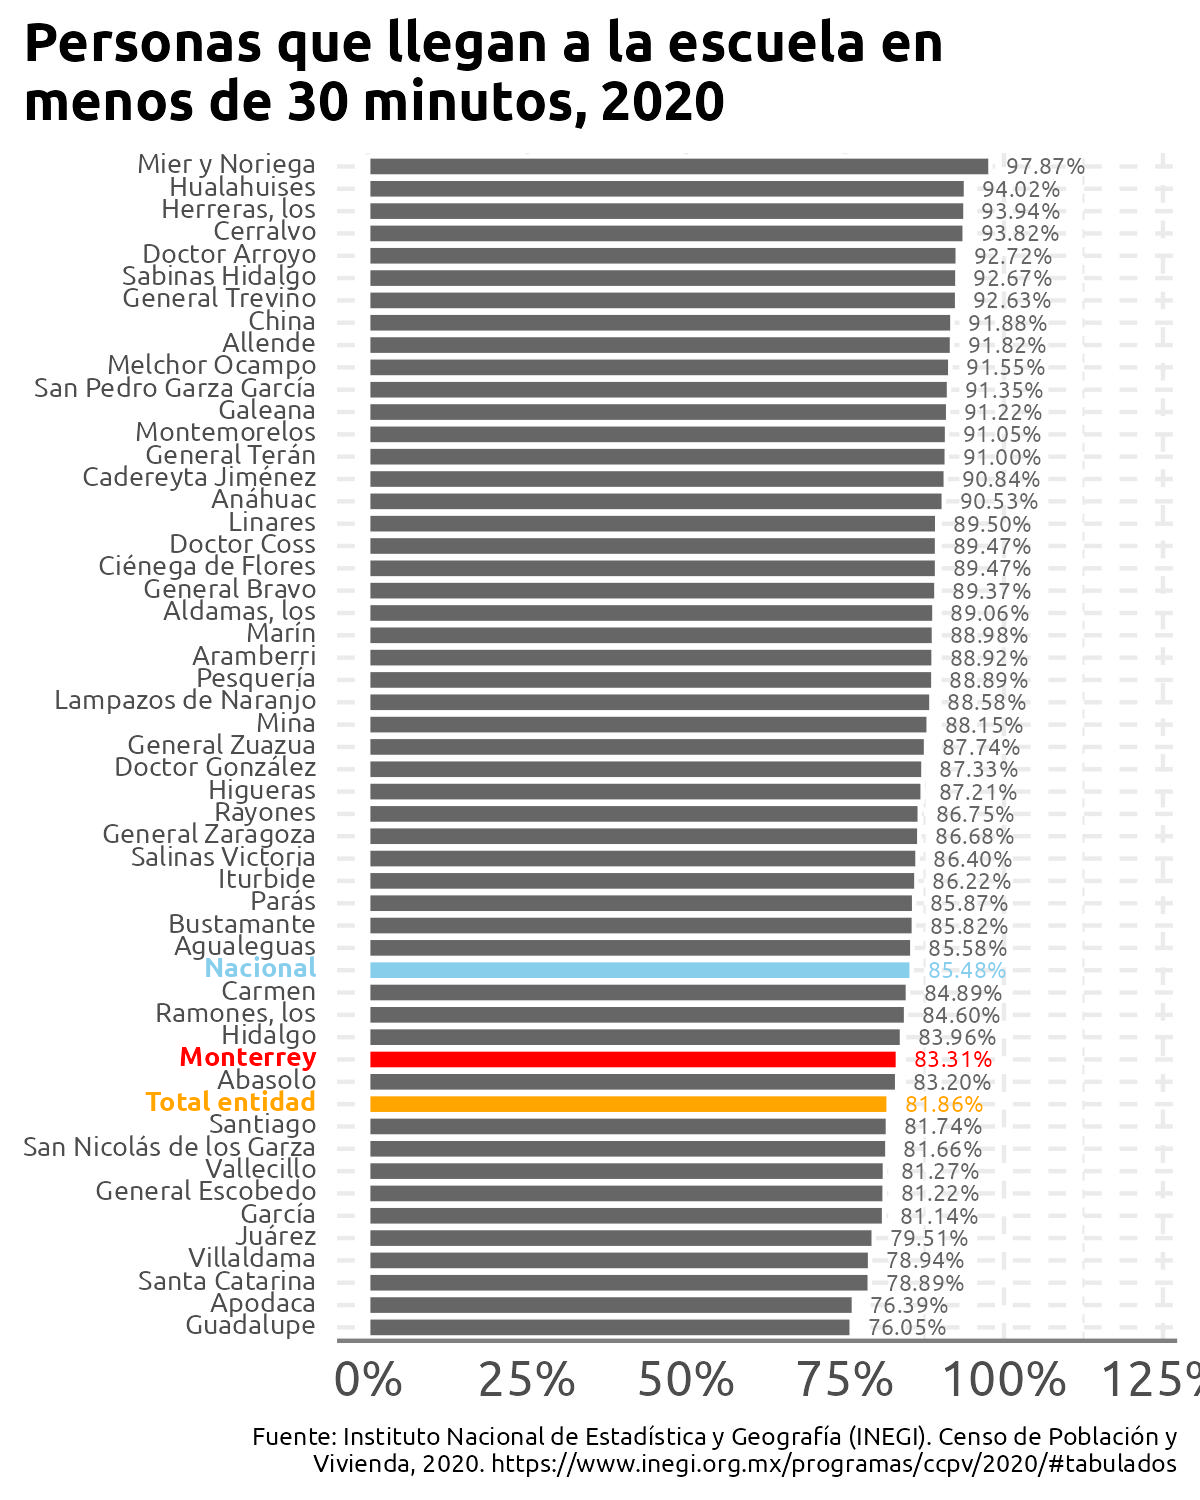 Personas que llegan a la escuela en
menos de 30 minutos, 2020
Mier y Noriega 97.87%
Hualahuises 94.02%
Herreras, los 93.94%
Cerralvo 93.82%
Doctor Arroyo 92.72%
Sabinas Hidalgo 92.67%
General Treviño 92.63%
China 91.88%
Allende 91.82%
Melchor Ocampo 91.55%
San Pedro Garza García 91.35%
Galeana 91.22%
Montemorelos 91.05%
General Terán 91.00%
Cadereyta Jiménez 90.84%
Anáhuac 90.53%
Linares 89.50%
Doctor Coss 89.47%
Ciénega de Flores 89.47%
General Bravo 89.37%
Aldamas, los 89.06%
Marín 88.98%
Aramberri 88.92%
Pesquería 88.89%
Lampazos de Naranjo 88.58%
Mina 88.15%
General Zuazua 87.74%
Doctor González 87.33%
Higueras 87.21%
Rayones 86.75%
General Zaragoza 86.68%
Salinas Victoria 86.40%
Iturbide 86.22%
Parás 85.87%
Bustamante 85.82%
Agualeguas 85.58%
Nacional 85.48%
Carmen 84.89%
Ramones, los 84.60%
Hidalgo 83.96%
Monterrey 83.31%
Abasolo 83.20%
Total entidad 81.86%
Santiago 81.74%
San Nicolás de los Garza 81.66%
Vallecillo 81.27%
General Escobedo 81.22%
García 81.14%
Juárez 79.51%
Villaldama 78.94%
Santa Catarina 78.89%
Apodaca 76.39%
Guadalupe 76.05%
0% 25% 50% 75% 100% 125%
Fuente: Instituto Nacional de Estadística y Geografía (INEGI). Censo de Población y
Vivienda, 2020. https://www.inegi.org.mx/programas/ccpv/2020/#tabulados